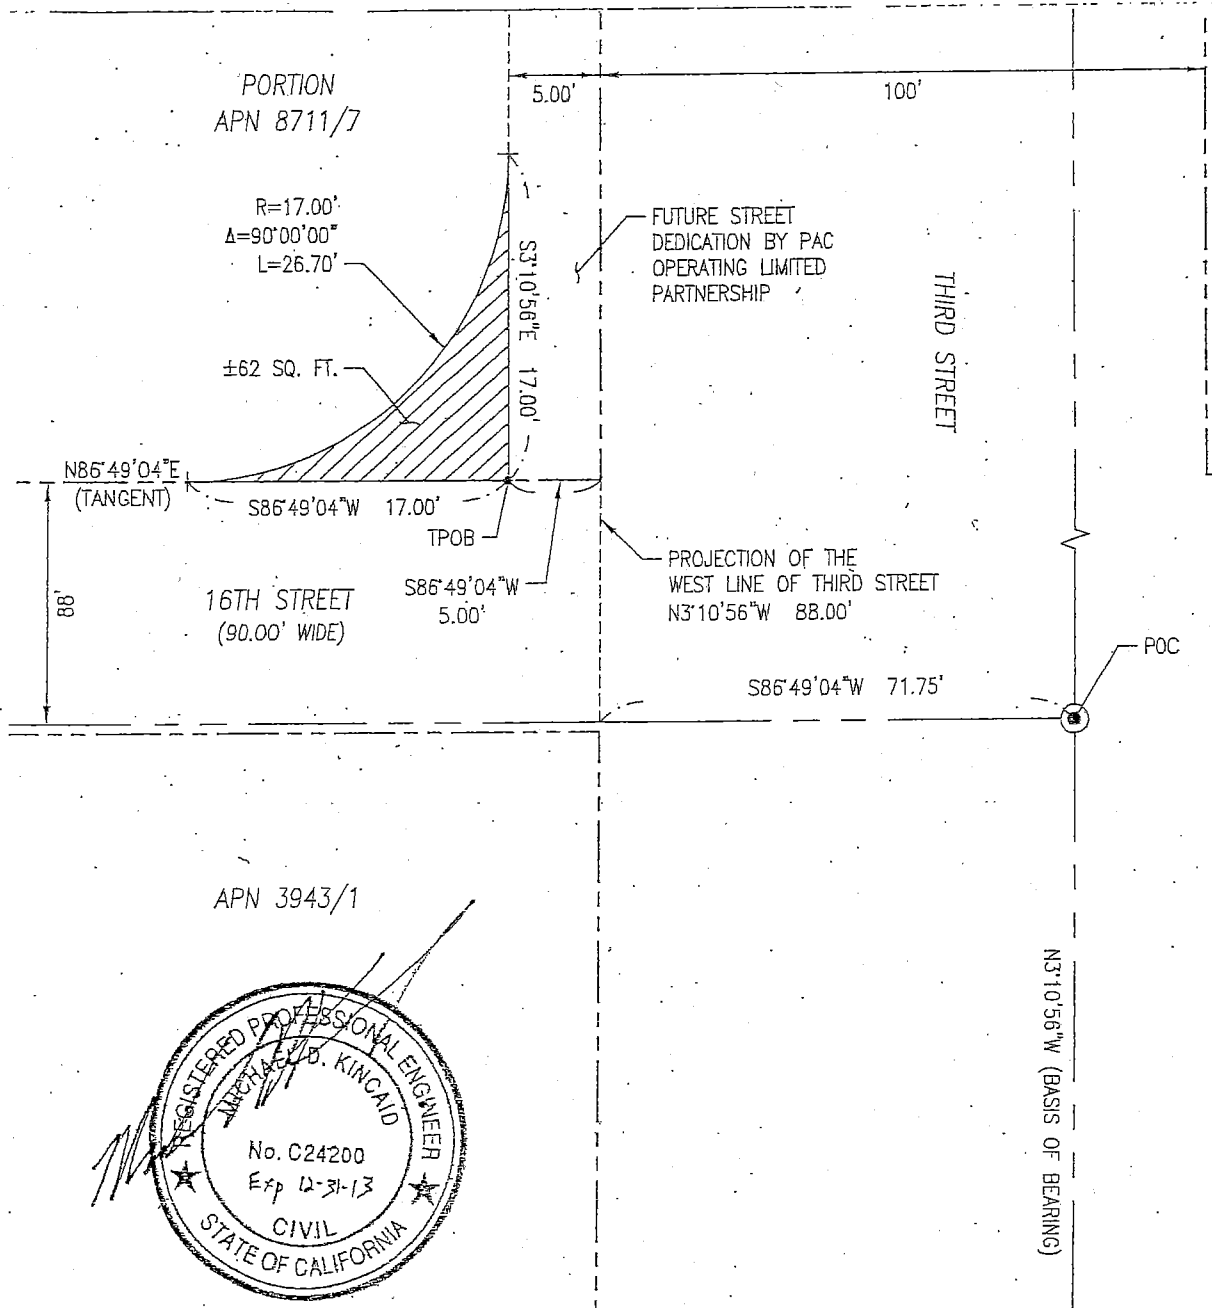 PORTION
APN 8711/7
5.00'
100'
R=17.00'
Δ=90°00'00"
L=26.70'
±62 SQ. FT.
S3°10'56"E 17.00'
FUTURE STREET
DEDICATION BY PAC
OPERATING LIMITED
PARTNERSHIP
THIRD STREET
N86°49'04"E
(TANGENT)
S86°49'04"W 17.00'
TPOB
88'
16TH STREET
(90.00' WIDE)
S86°49'04"W
5.00'
PROJECTION OF THE
WEST LINE OF THIRD STREET
N3°10'56"W 88.00'
POC
S86°49'04"W 71.75'
APN 3943/1
N3°10'56"W (BASIS OF BEARING)
REGISTERED PROFESSIONAL ENGINEER
MICHAEL D. KINCAID
No. C24200
Exp 12-31-13
CIVIL
STATE OF CALIFORNIA